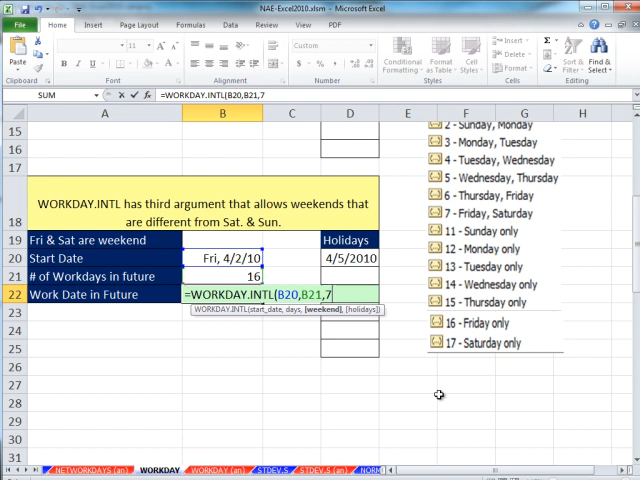 NAE-Excel2010.xlsm - Microsoft Excel
File Home Insert Page Layout Formulas Data Review View PDF
Paste
B I U
11
Custom
$ % ,
Conditional Formatting
Format as Table
Cell Styles
Insert
Delete
Format
Sort & Filter
Find & Select
Clipboard Font Alignment Number Styles Cells Editing
SUM fx =WORKDAY.INTL(B20,B21,7
A B C D E F G H
15 2 - Sunday, Monday
16 3 - Monday, Tuesday
4 - Tuesday, Wednesday
17 5 - Wednesday, Thursday
6 - Thursday, Friday
18 WORKDAY.INTL has third argument that allows weekends that
are different from Sat. & Sun.
7 - Friday, Saturday
11 - Sunday only
19 Fri & Sat are weekend Holidays 12 - Monday only
20 Start Date Fri, 4/2/10 4/5/2010 13 - Tuesday only
21 # of Workdays in future 16 14 - Wednesday only
22 Work Date in Future =WORKDAY.INTL(B20,B21,7 15 - Thursday only
WORKDAY.INTL(start_date, days, [weekend], [holidays])
23 16 - Friday only
24 17 - Saturday only
25
26
27
28
29
30
31
NETWORKDAYS (an) WORKDAY WORKDAY (an) STDEV.S STDEV.S (an) NORM